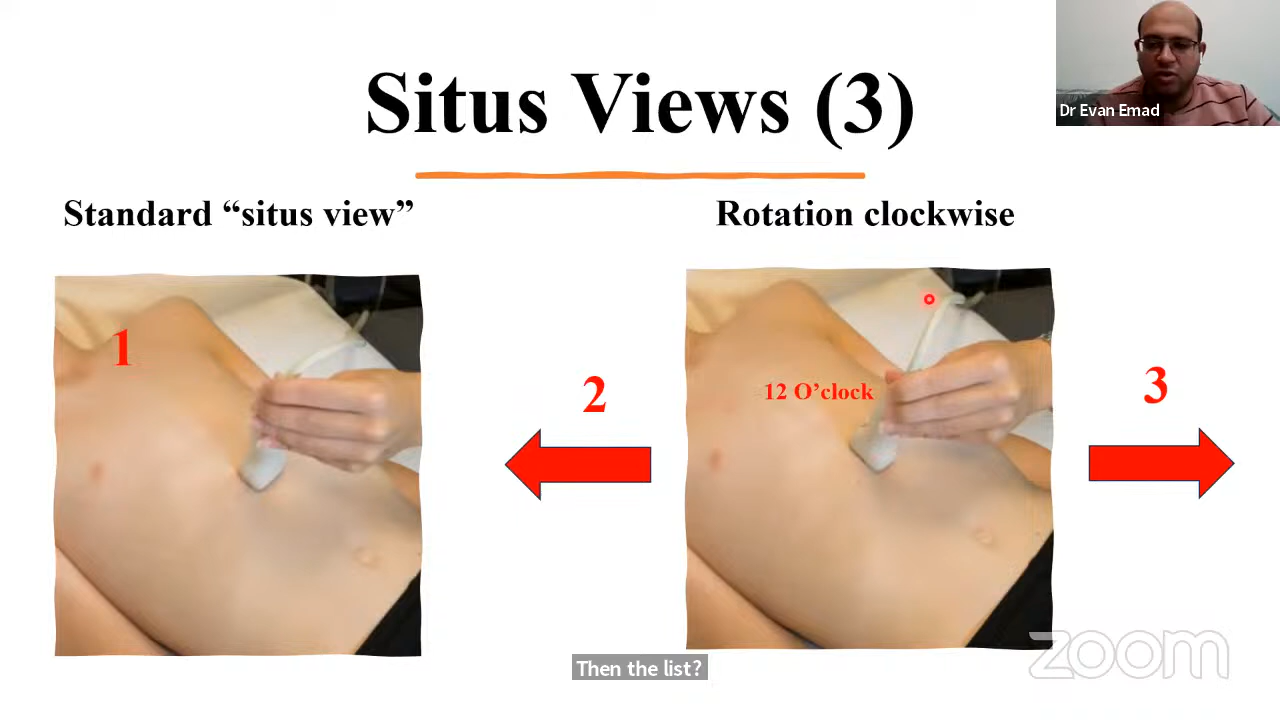 Situs Views (3)
Dr Evan Emad
Standard “situs view”
Rotation clockwise
1
2
12 O’clock
3
Then the list?
zoom